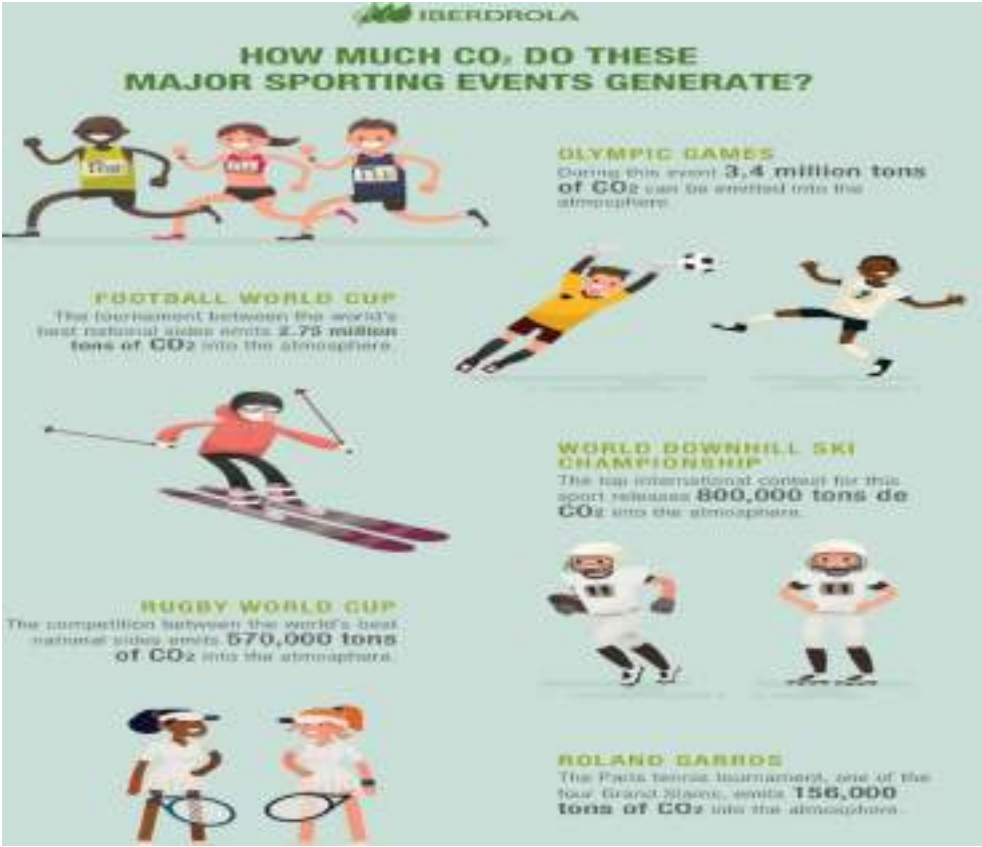 IBERDROLA
HOW MUCH CO₂ DO THESE
MAJOR SPORTING EVENTS GENERATE?
OLYMPIC GAMES
During this event 3,4 million tons
of CO2 can be emitted into the
atmosphere
FOOTBALL WORLD CUP
The tournament between the world's
best national sides emits 2.75 million
tons of CO2 into the atmosphere.
WORLD DOWNHILL SKI
CHAMPIONSHIP
The top international contest for this
sport releases 800,000 tons de
CO2 into the atmosphere.
RUGBY WORLD CUP
The competition between the world's best
national sides emits 570,000 tons
of CO2 into the atmosphere.
11
11
ROLAND GARROS
The Paris tennis tournament, one of the
four Grand Slams, emits 156,000
tons of CO2 into the atmosphere.